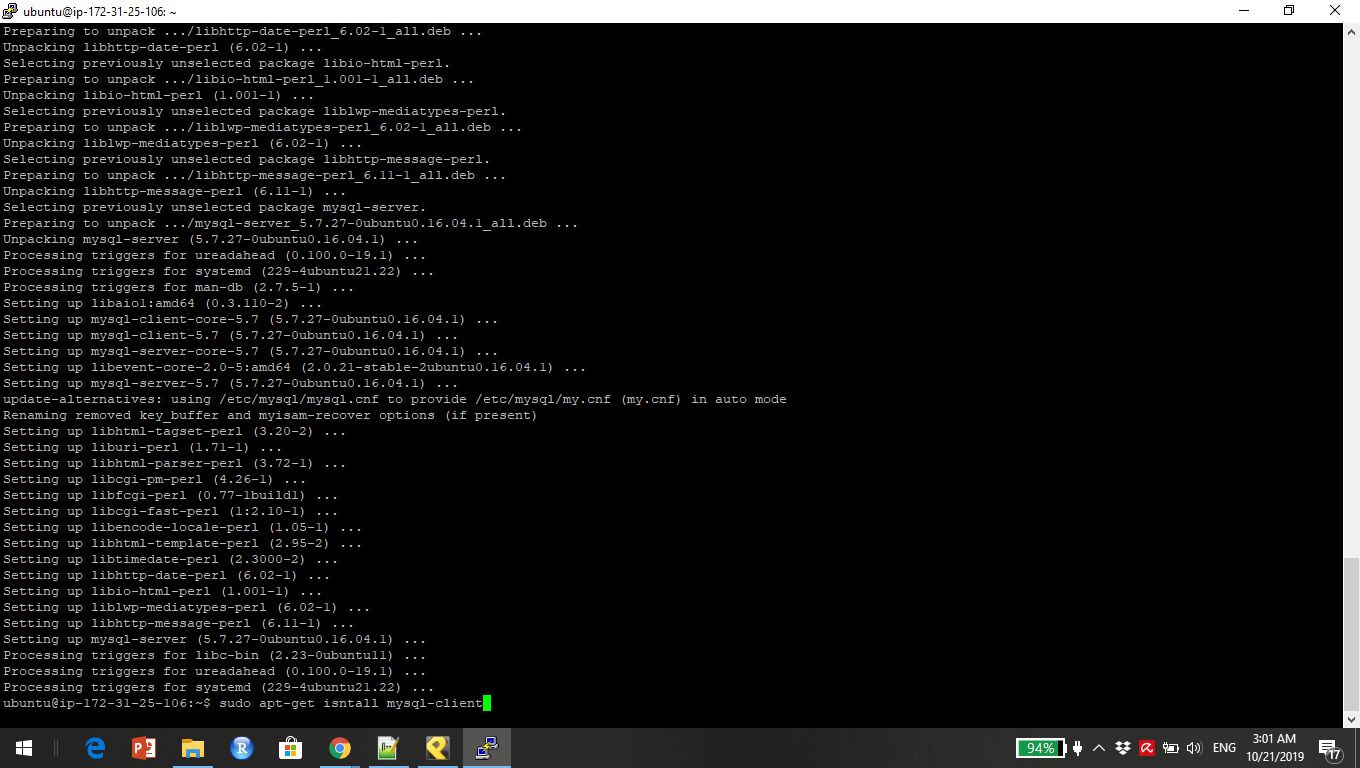 ubuntu@ip-172-31-25-106: ~
Preparing to unpack .../libhttp-date-perl_6.02-1_all.deb ...
Unpacking libhttp-date-perl (6.02-1) ...
Selecting previously unselected package libio-html-perl.
Preparing to unpack .../libio-html-perl_1.001-1_all.deb ...
Unpacking libio-html-perl (1.001-1) ...
Selecting previously unselected package liblwp-mediatypes-perl.
Preparing to unpack .../liblwp-mediatypes-perl_6.02-1_all.deb ...
Unpacking liblwp-mediatypes-perl (6.02-1) ...
Selecting previously unselected package libhttp-message-perl.
Preparing to unpack .../libhttp-message-perl_6.11-1_all.deb ...
Unpacking libhttp-message-perl (6.11-1) ...
Selecting previously unselected package mysql-server.
Preparing to unpack .../mysql-server_5.7.27-0ubuntu0.16.04.1_all.deb ...
Unpacking mysql-server (5.7.27-0ubuntu0.16.04.1) ...
Processing triggers for ureadahead (0.100.0-19.1) ...
Processing triggers for systemd (229-4ubuntu21.22) ...
Processing triggers for man-db (2.7.5-1) ...
Setting up libaio1:amd64 (0.3.110-2) ...
Setting up mysql-client-core-5.7 (5.7.27-0ubuntu0.16.04.1) ...
Setting up mysql-client-5.7 (5.7.27-0ubuntu0.16.04.1) ...
Setting up mysql-server-core-5.7 (5.7.27-0ubuntu0.16.04.1) ...
Setting up libevent-core-2.0-5:amd64 (2.0.21-stable-2ubuntu0.16.04.1) ...
Setting up mysql-server-5.7 (5.7.27-0ubuntu0.16.04.1) ...
update-alternatives: using /etc/mysql/mysql.cnf to provide /etc/mysql/my.cnf (my.cnf) in auto mode
Renaming removed key_buffer and myisam-recover options (if present)
Setting up libhtml-tagset-perl (3.20-2) ...
Setting up liburi-perl (1.71-1) ...
Setting up libhtml-parser-perl (3.72-1) ...
Setting up libcgi-pm-perl (4.26-1) ...
Setting up libfcgi-perl (0.77-1build1) ...
Setting up libcgi-fast-perl (1:2.10-1) ...
Setting up libencode-locale-perl (1.05-1) ...
Setting up libhtml-template-perl (2.95-2) ...
Setting up libtimedate-perl (2.3000-2) ...
Setting up libhttp-date-perl (6.02-1) ...
Setting up libio-html-perl (1.001-1) ...
Setting up liblwp-mediatypes-perl (6.02-1) ...
Setting up libhttp-message-perl (6.11-1) ...
Setting up mysql-server (5.7.27-0ubuntu0.16.04.1) ...
Processing triggers for libc-bin (2.23-0ubuntu11) ...
Processing triggers for ureadahead (0.100.0-19.1) ...
Processing triggers for systemd (229-4ubuntu21.22) ...
ubuntu@ip-172-31-25-106:~$ sudo apt-get isntall mysql-client
94%
ENG
3:01 AM
10/21/2019
17